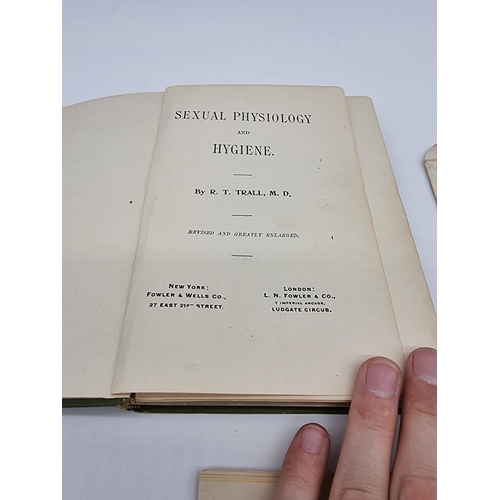 SEXUAL PHYSIOLOGY
AND
HYGIENE.
By R. T. TRALL, M. D.
REVISED AND GREATLY ENLARGED.
NEW YORK:
FOWLER & WELLS CO.,
27 EAST 21ST STREET.
LONDON:
L. N. FOWLER & CO.,
7 IMPERIAL ARCADE,
LUDGATE CIRCUS.